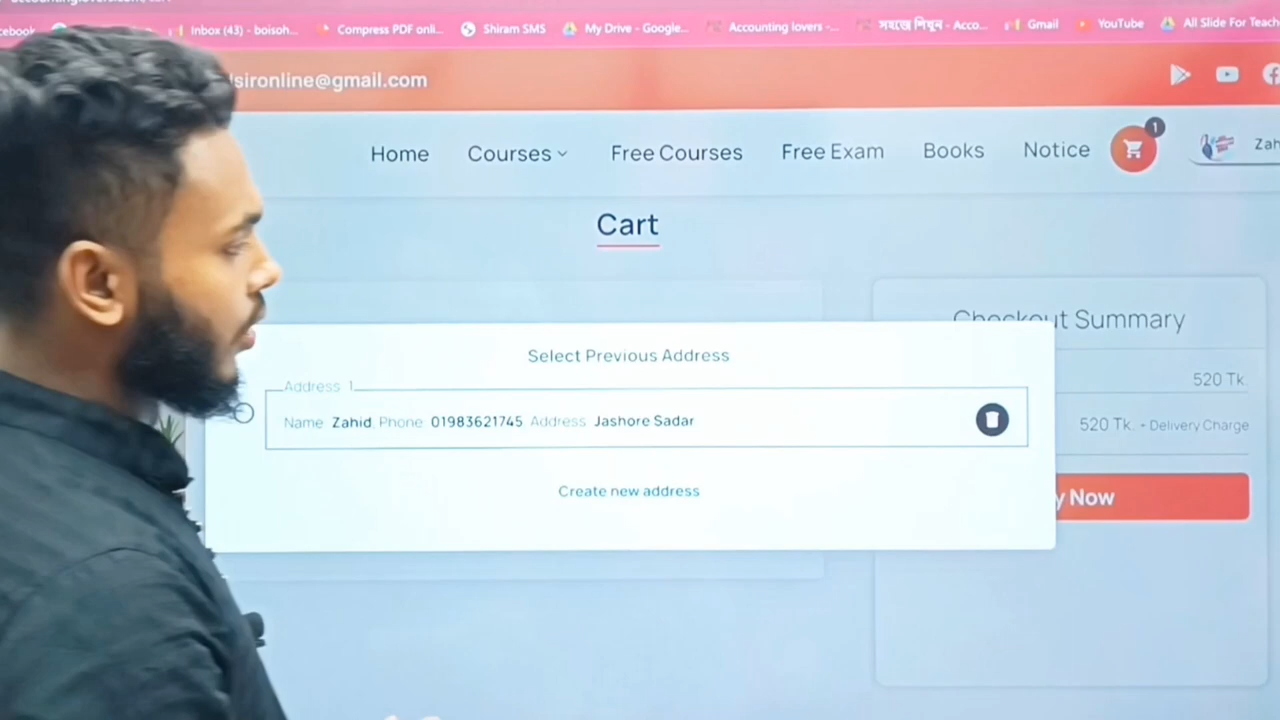 Inbox (43) - boisoh...
Compress PDF onli...
Shiram SMS
My Drive - Google...
Accounting lovers -...
সহজে শিখুন - Acco...
Gmail
YouTube
All Slide For Teach
sironline@gmail.com
Home
Courses
Free Courses
Free Exam
Books
Notice
1
Zah
Cart
Checkout Summary
Select Previous Address
520 Tk.
Address 1
Name Zahid, Phone 01983621745 Address Jashore Sadar
520 Tk. + Delivery Charge
Create new address
y Now